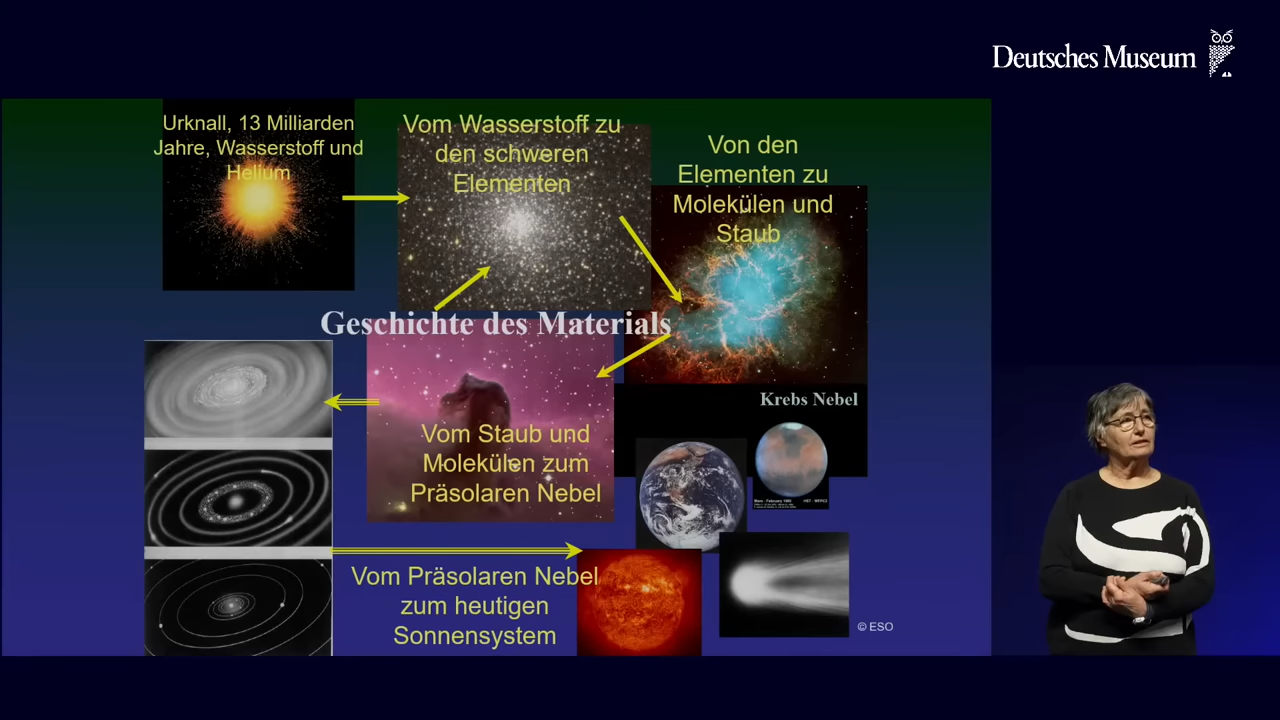 Deutsches Museum
Urknall, 13 Milliarden
Jahre, Wasserstoff und
Helium
Vom Wasserstoff zu
den schweren
Elementen
Von den
Elementen zu
Molekülen und
Staub
Geschichte des Materials
Krebs Nebel
Vom Staub und
Molekülen zum
Präsolaren Nebel
Vom Präsolaren Nebel
zum heutigen
Sonnensystem
© ESO